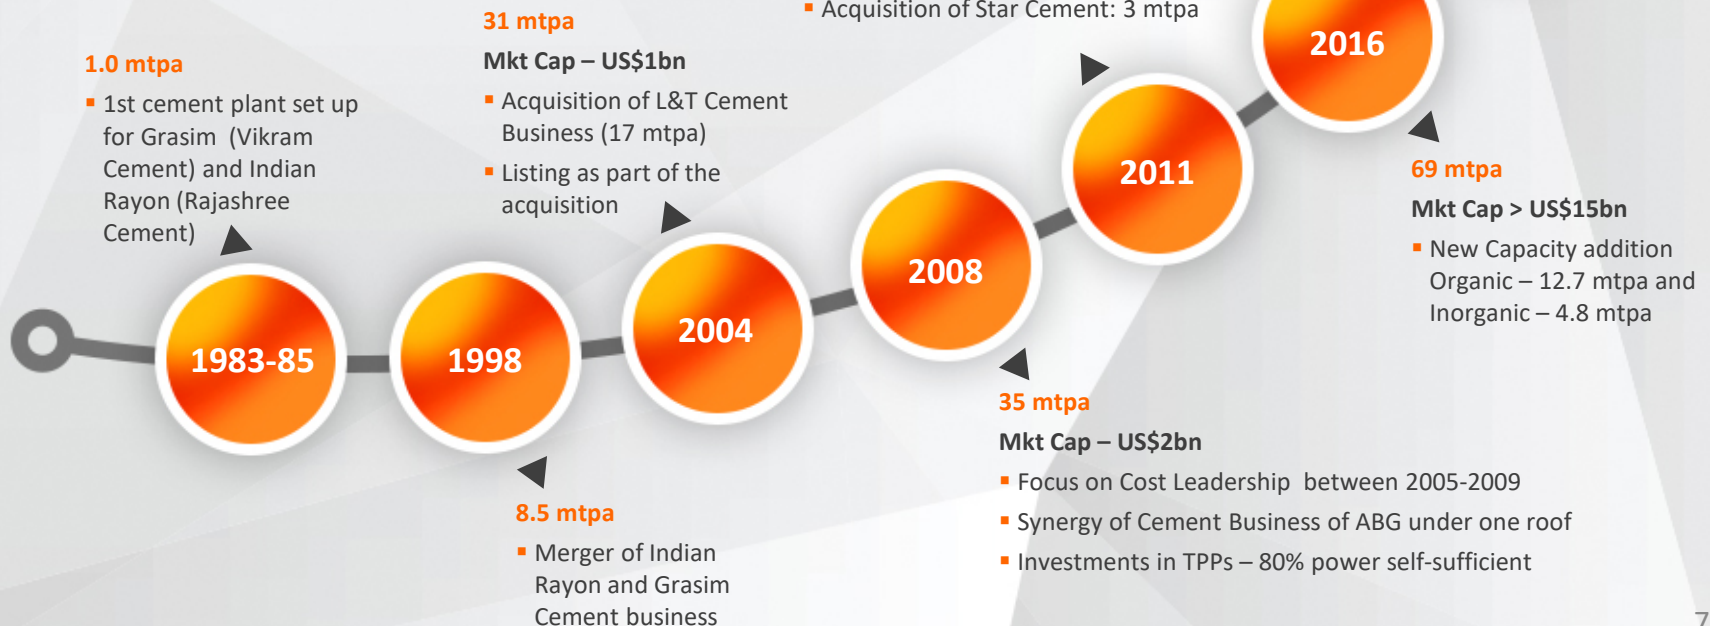 1.0 mtpa
▪ 1st cement plant set up
for Grasim (Vikram
Cement) and Indian
Rayon (Rajashree
Cement)
1983-85
1998
8.5 mtpa
▪ Merger of Indian
Rayon and Grasim
Cement business
31 mtpa
Mkt Cap – US$1bn
▪ Acquisition of L&T Cement
Business (17 mtpa)
▪ Listing as part of the
acquisition
2004
2008
35 mtpa
Mkt Cap – US$2bn
▪ Focus on Cost Leadership between 2005-2009
▪ Synergy of Cement Business of ABG under one roof
▪ Investments in TPPs – 80% power self-sufficient
▪ Acquisition of Star Cement: 3 mtpa
2011
2016
69 mtpa
Mkt Cap > US$15bn
▪ New Capacity addition
Organic – 12.7 mtpa and
Inorganic – 4.8 mtpa
7